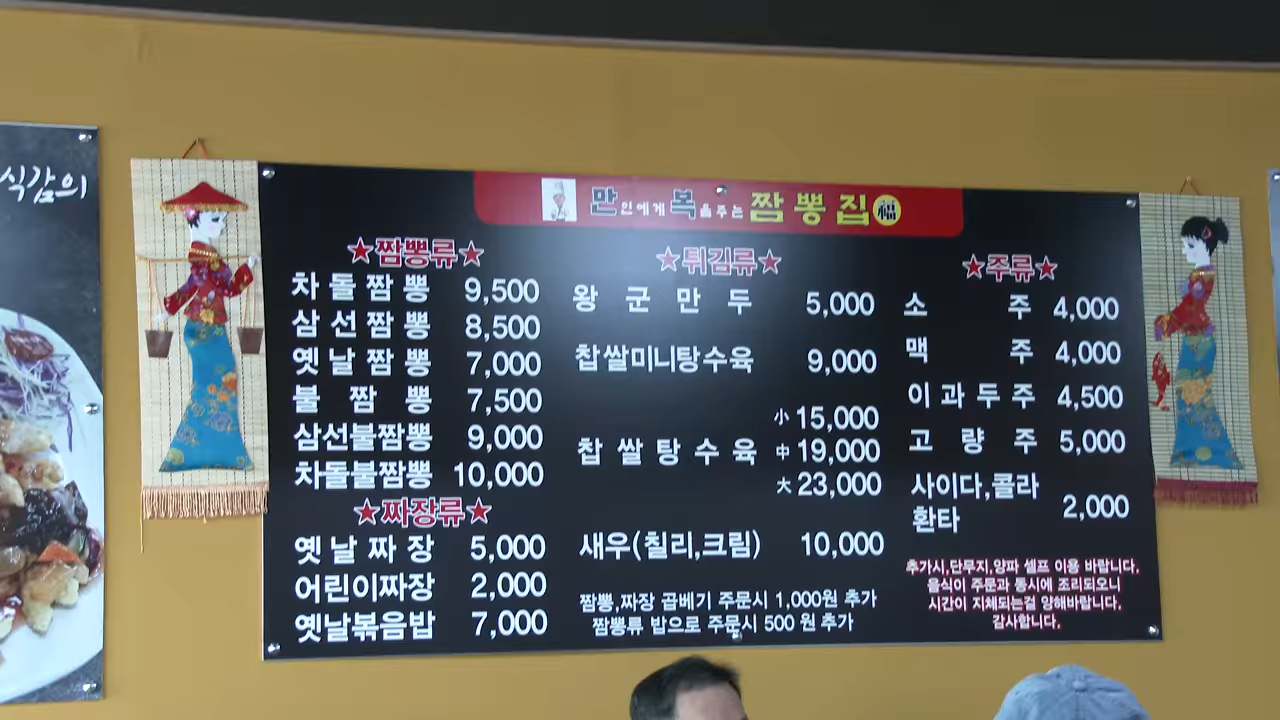 식감의
만인에게 복을주는 짬뽕집 福
★짬뽕류★
차돌짬뽕 9,500
삼선짬뽕 8,500
옛날짬뽕 7,000
불짬뽕 7,500
삼선불짬뽕 9,000
차돌불짬뽕 10,000
★짜장류★
옛날짜장 5,000
어린이짜장 2,000
옛날볶음밥 7,000
★튀김류★
왕군만두 5,000
찹쌀미니탕수육 9,000
찹쌀탕수육 小 15,000
中 19,000
大 23,000
새우(칠리,크림) 10,000
짬뽕,짜장 곱베기 주문시 1,000원 추가
짬뽕류 밥으로 주문시 500 원 추가
★주류★
소주 4,000
맥주 4,000
이과두주 4,500
고량주 5,000
사이다,콜라
환타 2,000
추가시,단무지,양파 셀프 이용 바랍니다.
음식이 주문과 동시에 조리되오니
시간이 지체되는걸 양해바랍니다.
감사합니다.